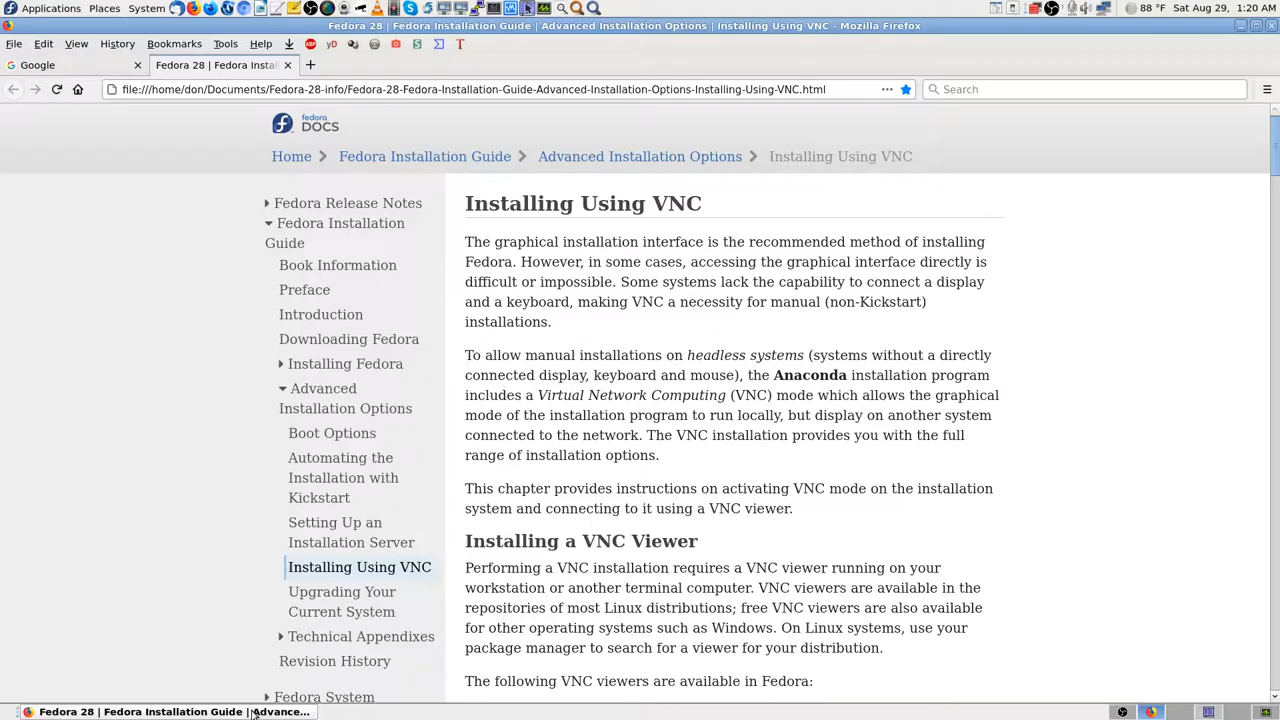 Applications Places System 88 °F Sat Aug 29, 1:20 AM
Fedora 28 | Fedora Installation Guide | Advanced Installation Options | Installing Using VNC - Mozilla Firefox
File Edit View History Bookmarks Tools Help
Google
Fedora 28 | Fedora Instal
file:///home/don/Documents/Fedora-28-info/Fedora-28-Fedora-Installation-Guide-Advanced-Installation-Options-Installing-Using-VNC.html
Search
fedora
DOCS
Home Fedora Installation Guide Advanced Installation Options Installing Using VNC
Fedora Release Notes
Fedora Installation
Guide
Book Information
Preface
Introduction
Downloading Fedora
Installing Fedora
Advanced
Installation Options
Boot Options
Automating the
Installation with
Kickstart
Setting Up an
Installation Server
Installing Using VNC
Upgrading Your
Current System
Technical Appendixes
Revision History
Fedora System
Installing Using VNC
The graphical installation interface is the recommended method of installing
Fedora. However, in some cases, accessing the graphical interface directly is
difficult or impossible. Some systems lack the capability to connect a display
and a keyboard, making VNC a necessity for manual (non-Kickstart)
installations.
To allow manual installations on headless systems (systems without a directly
connected display, keyboard and mouse), the Anaconda installation program
includes a Virtual Network Computing (VNC) mode which allows the graphical
mode of the installation program to run locally, but display on another system
connected to the network. The VNC installation provides you with the full
range of installation options.
This chapter provides instructions on activating VNC mode on the installation
system and connecting to it using a VNC viewer.
Installing a VNC Viewer
Performing a VNC installation requires a VNC viewer running on your
workstation or another terminal computer. VNC viewers are available in the
repositories of most Linux distributions; free VNC viewers are also available
for other operating systems such as Windows. On Linux systems, use your
package manager to search for a viewer for your distribution.
The following VNC viewers are available in Fedora:
Fedora 28 | Fedora Installation Guide | Advance...